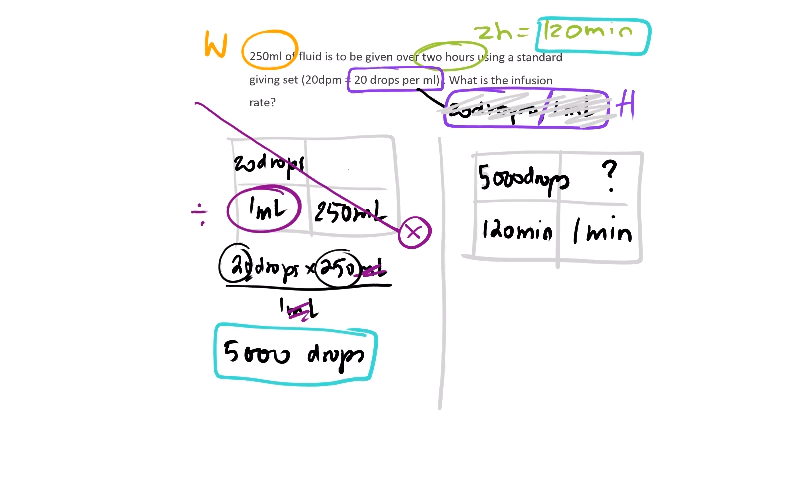 W
2h = 120min
250ml of fluid is to be given over two hours using a standard
giving set (20dpm = 20 drops per ml). What is the infusion
rate?
H
20drops
÷ 1mL 250mL
×
20drops × 250mL
1mL
5000 drops
5000drops ?
120min 1min